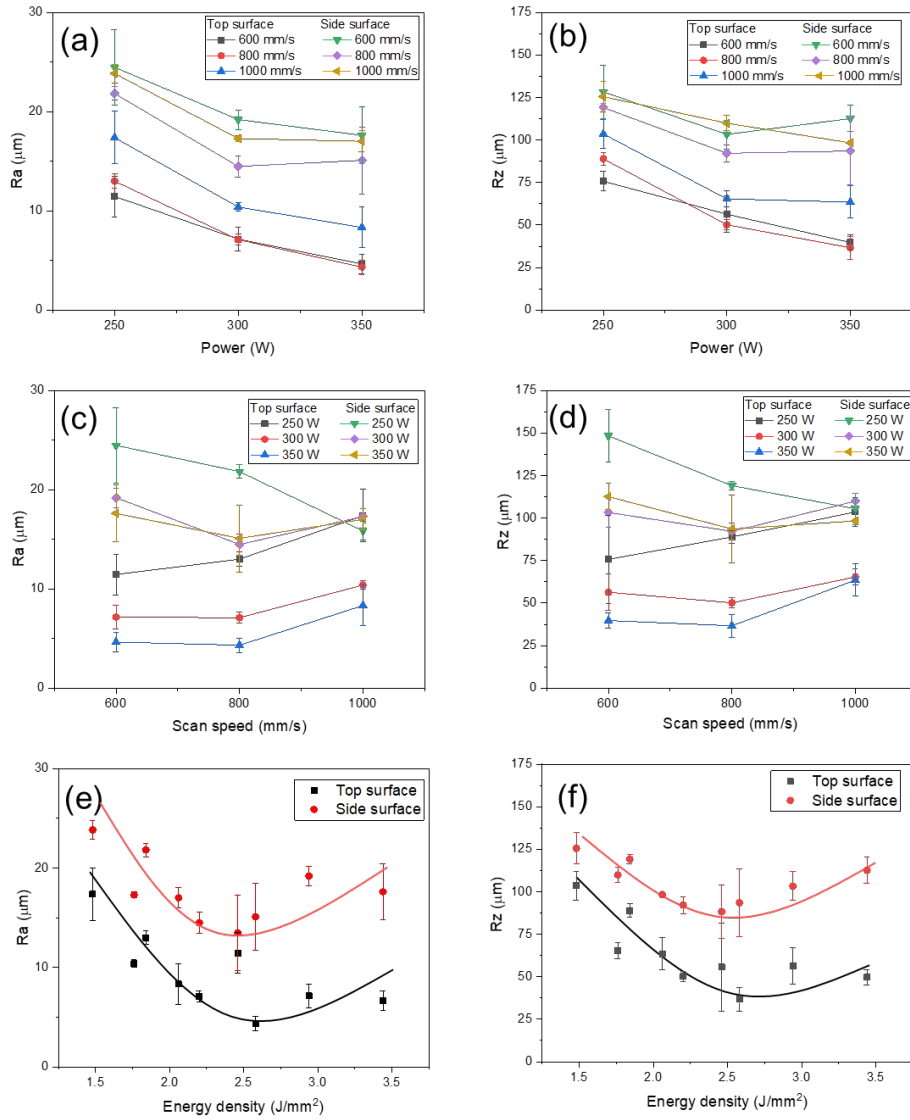 (a)
Top surface Side surface
600 mm/s 600 mm/s
800 mm/s 800 mm/s
1000 mm/s 1000 mm/s
30
20
10
0
Ra (μm)
250 300 350
Power (W)
(b)
Top surface Side surface
600 mm/s 600 mm/s
800 mm/s 800 mm/s
1000 mm/s 1000 mm/s
175
150
125
100
75
50
25
0
Rz (μm)
250 300 350
Power (W)
(c)
Top surface Side surface
250 W 250 W
300 W 300 W
350 W 350 W
30
20
10
0
Ra (μm)
600 800 1000
Scan speed (mm/s)
(d)
Top surface Side surface
250 W 250 W
300 W 300 W
350 W 350 W
175
150
125
100
75
50
25
0
Rz (μm)
600 800 1000
Scan speed (mm/s)
(e)
Top surface
Side surface
30
20
10
0
Ra (μm)
1.5 2.0 2.5 3.0 3.5
Energy density (J/mm²)
(f)
Top surface
Side surface
175
150
125
100
75
50
25
0
Rz (μm)
1.5 2.0 2.5 3.0 3.5
Energy density (J/mm²)